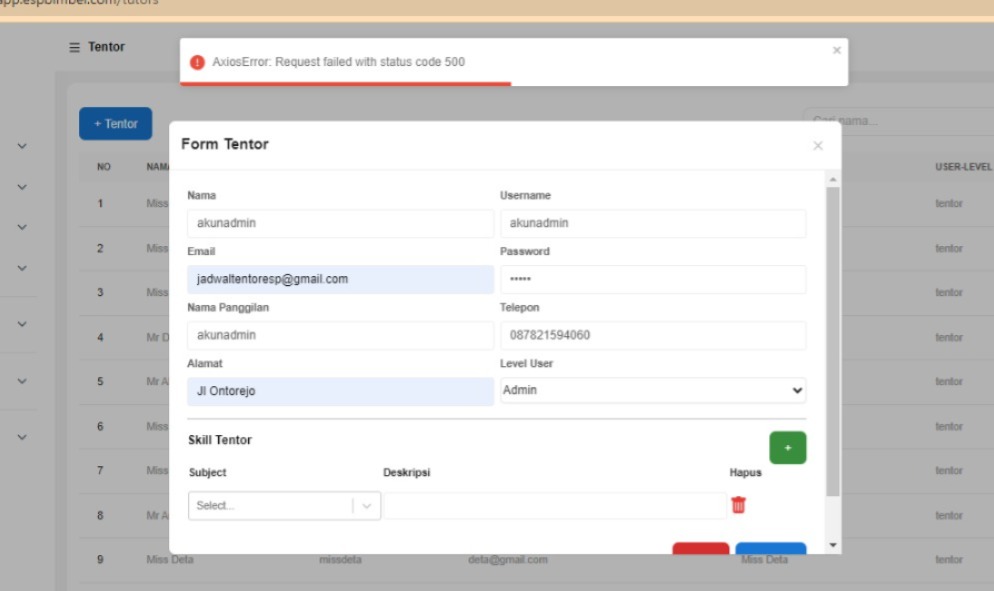 app.espbimbel.com/tutors
☰ Tentor
AxiosError: Request failed with status code 500
×
+ Tentor
Cari nama...
Form Tentor
×
NO
USER-LEVEL
Nama
Username
akunadmin
akunadmin
Email
Password
jadwaltentoresp@gmail.com
•••••
Nama Panggilan
Telepon
akunadmin
087821594060
Alamat
Level User
Jl Ontorejo
Admin
Skill Tentor
+
Subject
Deskripsi
Hapus
Select...
1 Miss tentor
2 Miss tentor
3 Miss tentor
4 Mr D tentor
5 Mr A tentor
6 Miss tentor
7 Miss tentor
8 Mr A tentor
9 Miss Deta missdeta deta@gmail.com Miss Deta tentor